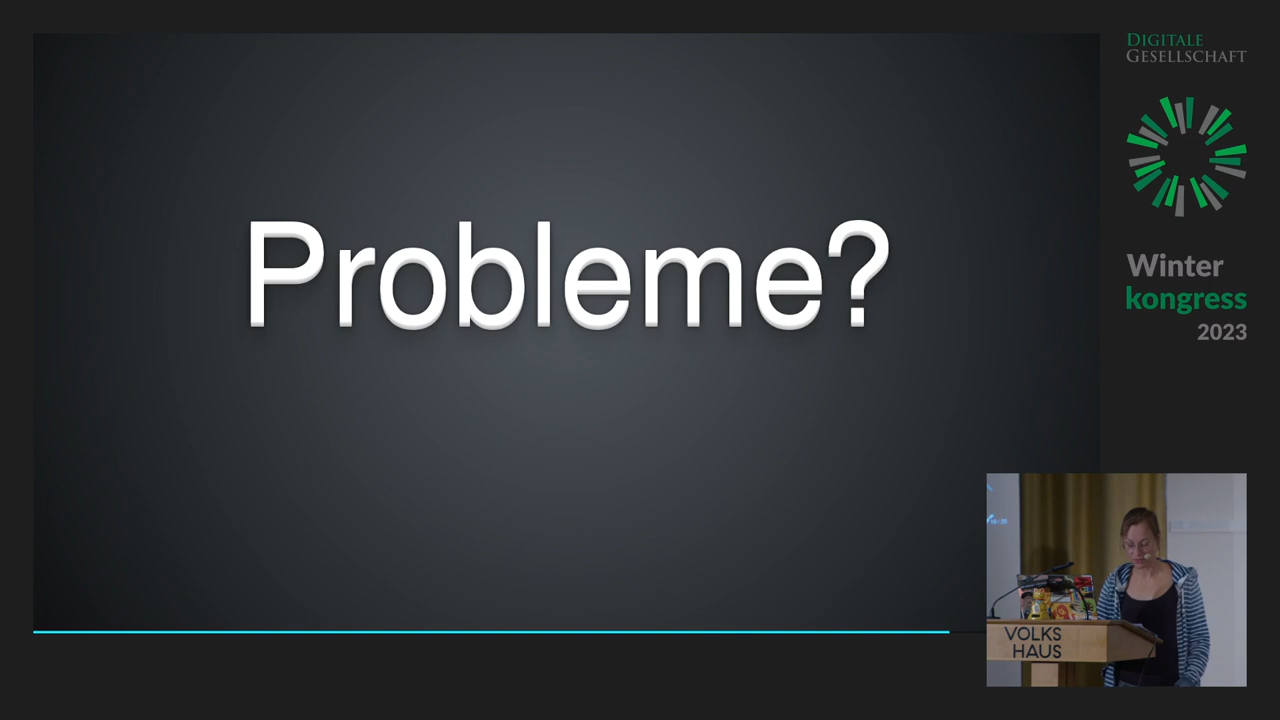 Probleme?
DIGITALE
GESELLSCHAFT
Winter
kongress
2023
VOLKS
HAUS